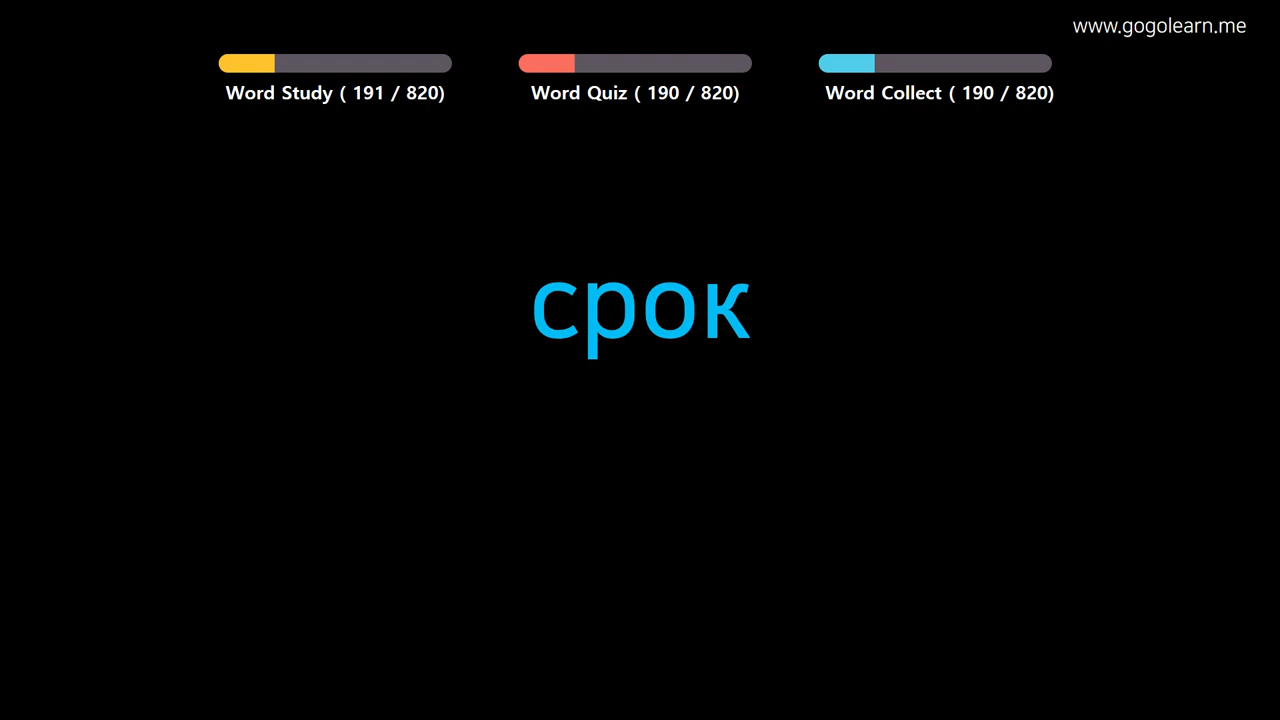 www.gogolearn.me
Word Study ( 191 / 820)
Word Quiz ( 190 / 820)
Word Collect ( 190 / 820)
срок